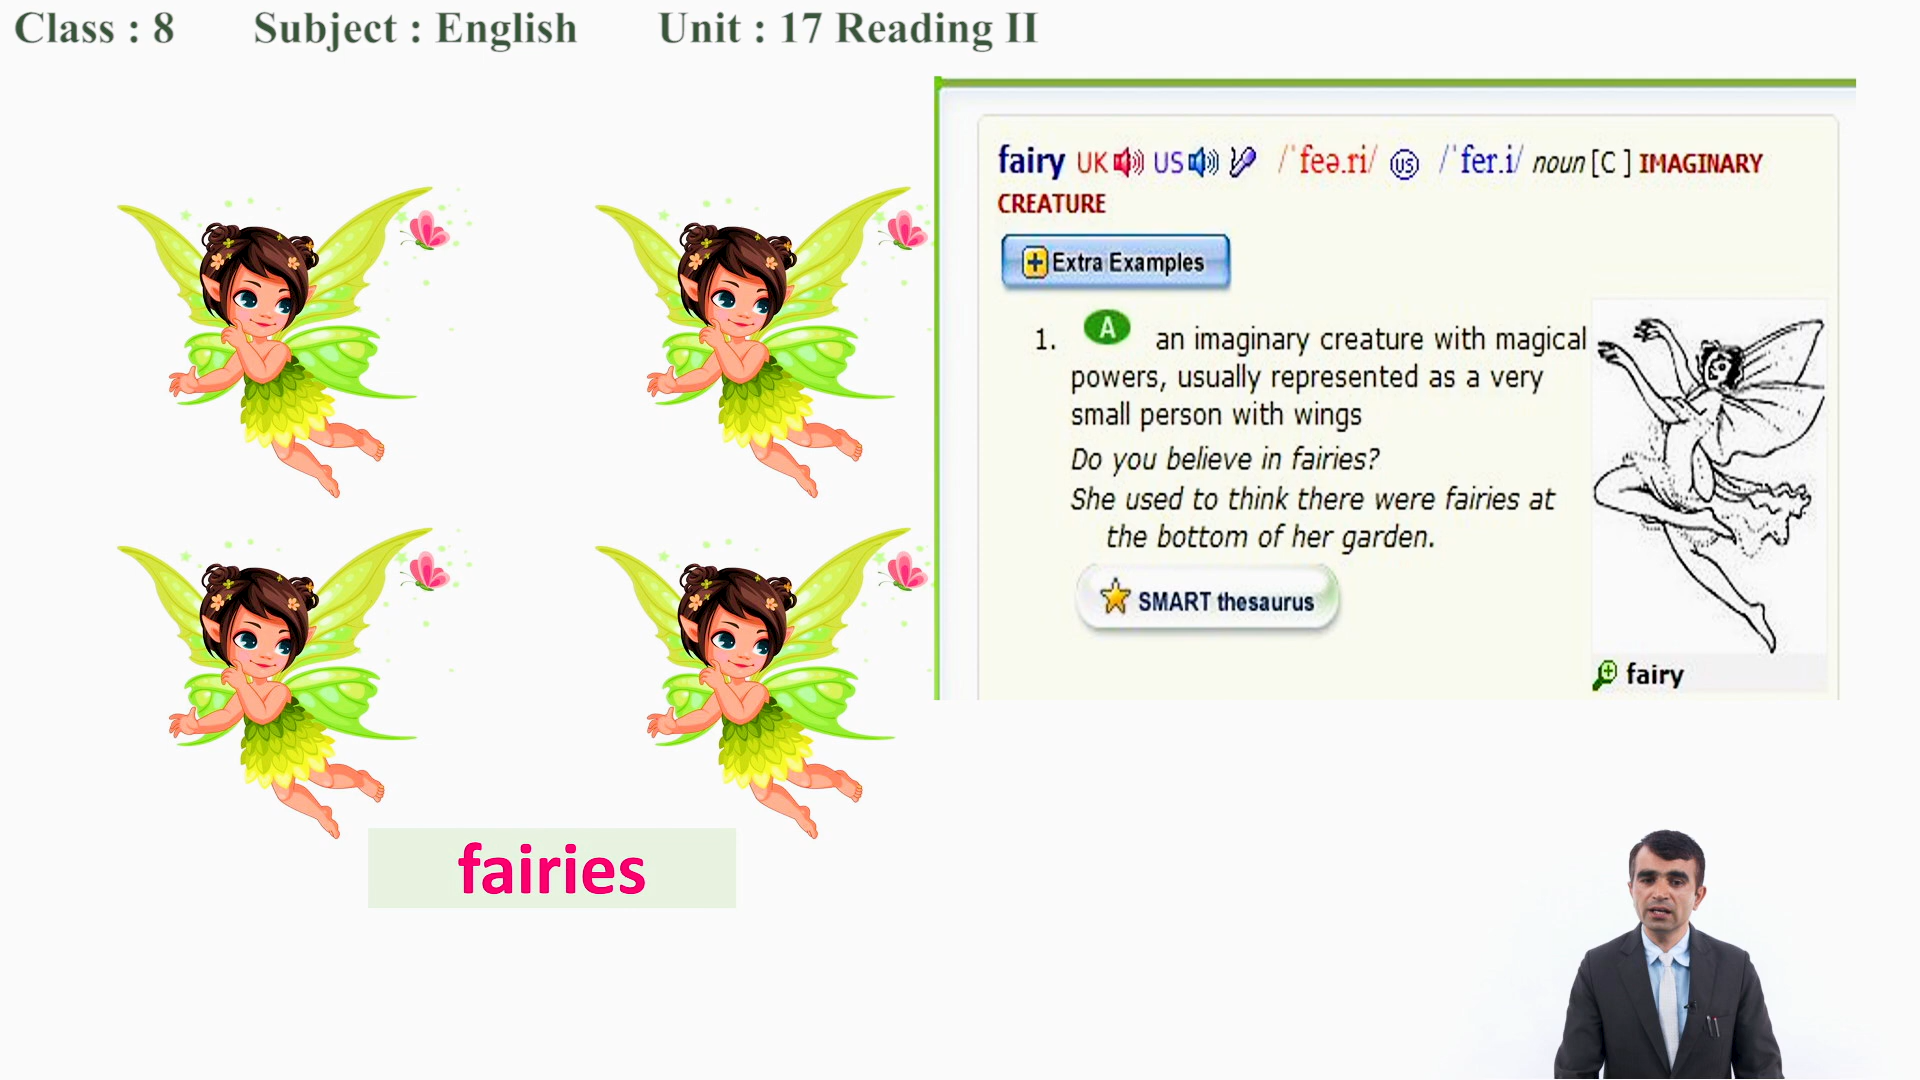 Class : 8 Subject : English Unit : 17 Reading II
fairy UK US /ˈfeə.ri/ US /ˈfer.i/ noun [C ] IMAGINARY
CREATURE
Extra Examples
1. A an imaginary creature with magical
powers, usually represented as a very
small person with wings
Do you believe in fairies?
She used to think there were fairies at
the bottom of her garden.
SMART thesaurus
fairy
fairies